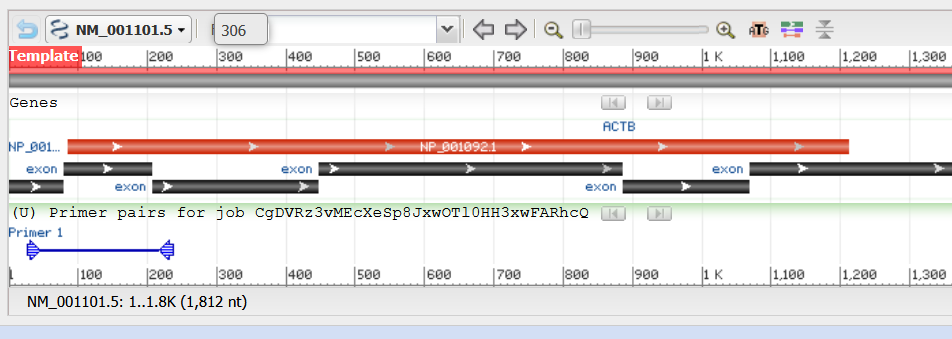 NM_001101.5 306
Template 100 200 300 400 500 600 700 800 900 1 K 1,100 1,200 1,300
Genes
ACTB
NP_001... NP_001092.1
exon exon exon
exon exon
(U) Primer pairs for job CgDVRz3vMEcXeSp8JxwOTl0HH3xwFARhcQ
Primer 1
1 100 200 300 400 500 600 700 800 900 1 K 1,100 1,200 1,300
NM_001101.5: 1..1.8K (1,812 nt)